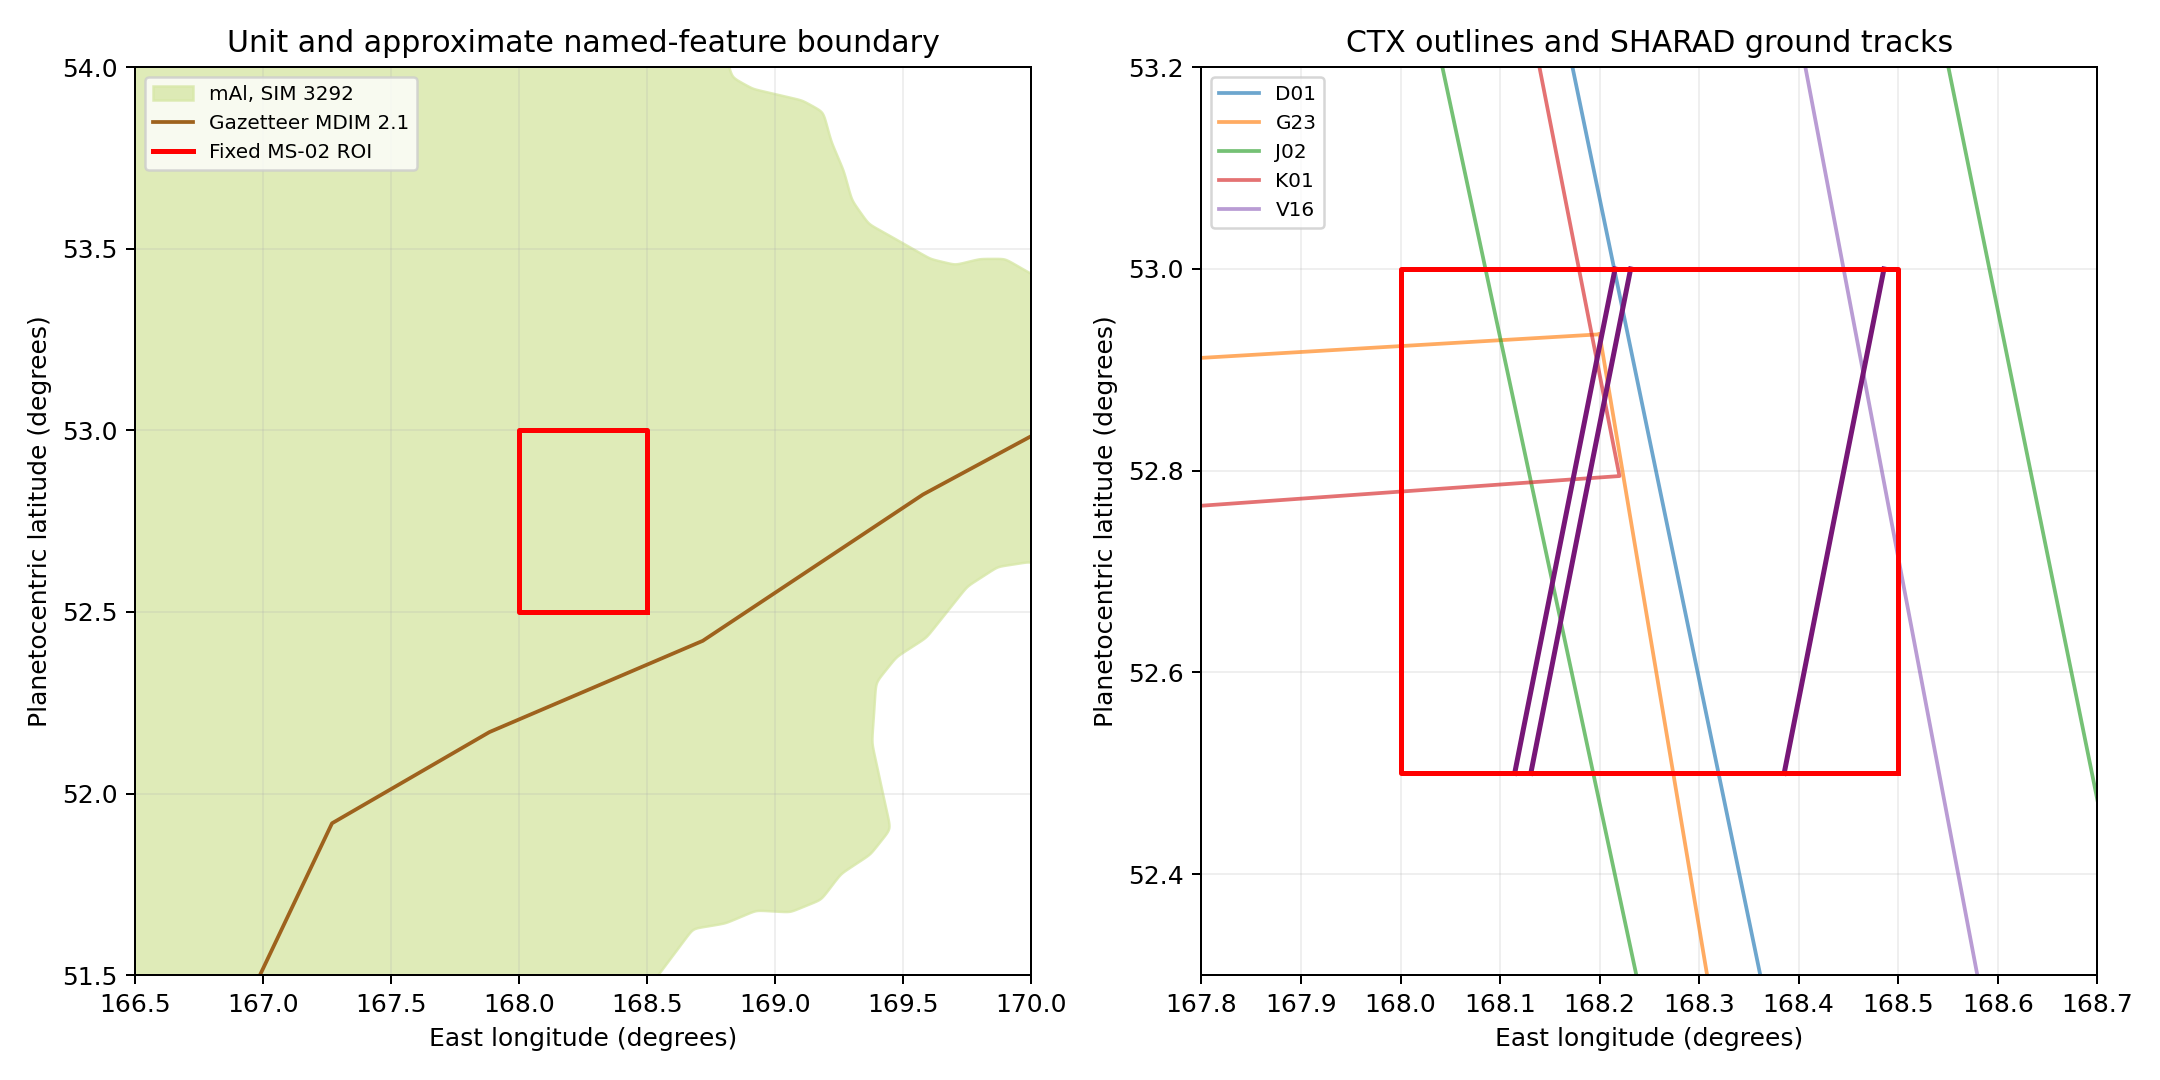 Unit and approximate named-feature boundary
mAl, SIM 3292
Gazetteer MDIM 2.1
Fixed MS-02 ROI
54.0
53.5
53.0
52.5
52.0
51.5
Planetocentric latitude (degrees)
166.5 167.0 167.5 168.0 168.5 169.0 169.5 170.0
East longitude (degrees)
CTX outlines and SHARAD ground tracks
D01
G23
J02
K01
V16
53.2
53.0
52.8
52.6
52.4
Planetocentric latitude (degrees)
167.8 167.9 168.0 168.1 168.2 168.3 168.4 168.5 168.6 168.7
East longitude (degrees)